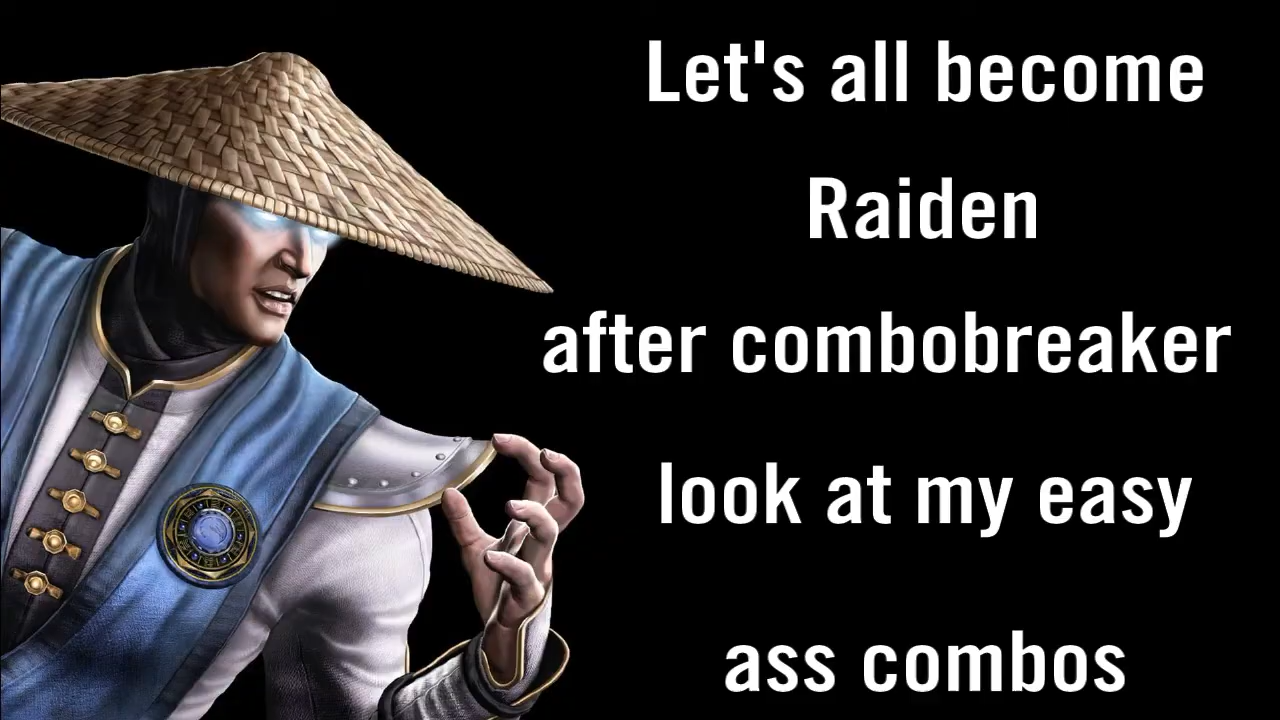 Let's all become
Raiden
after combobreaker
look at my easy
ass combos